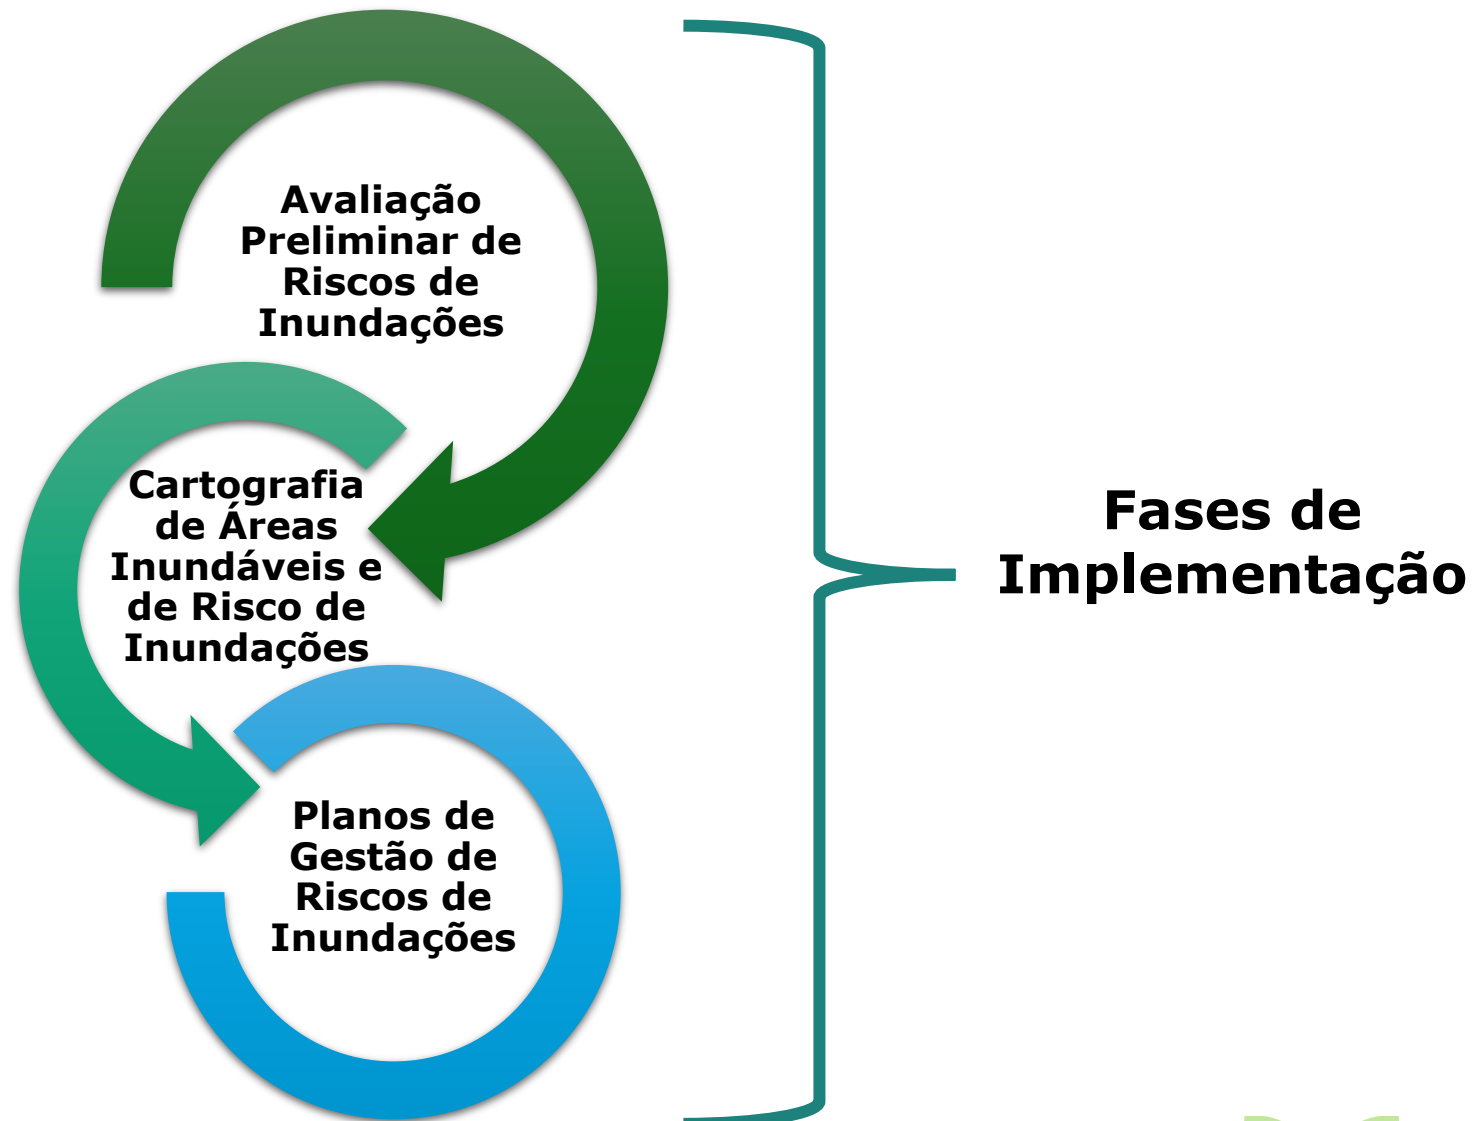 Avaliação
Preliminar de
Riscos de
Inundações
Cartografia
de Áreas
Inundáveis e
de Risco de
Inundações
Planos de
Gestão de
Riscos de
Inundações
Fases de
Implementação